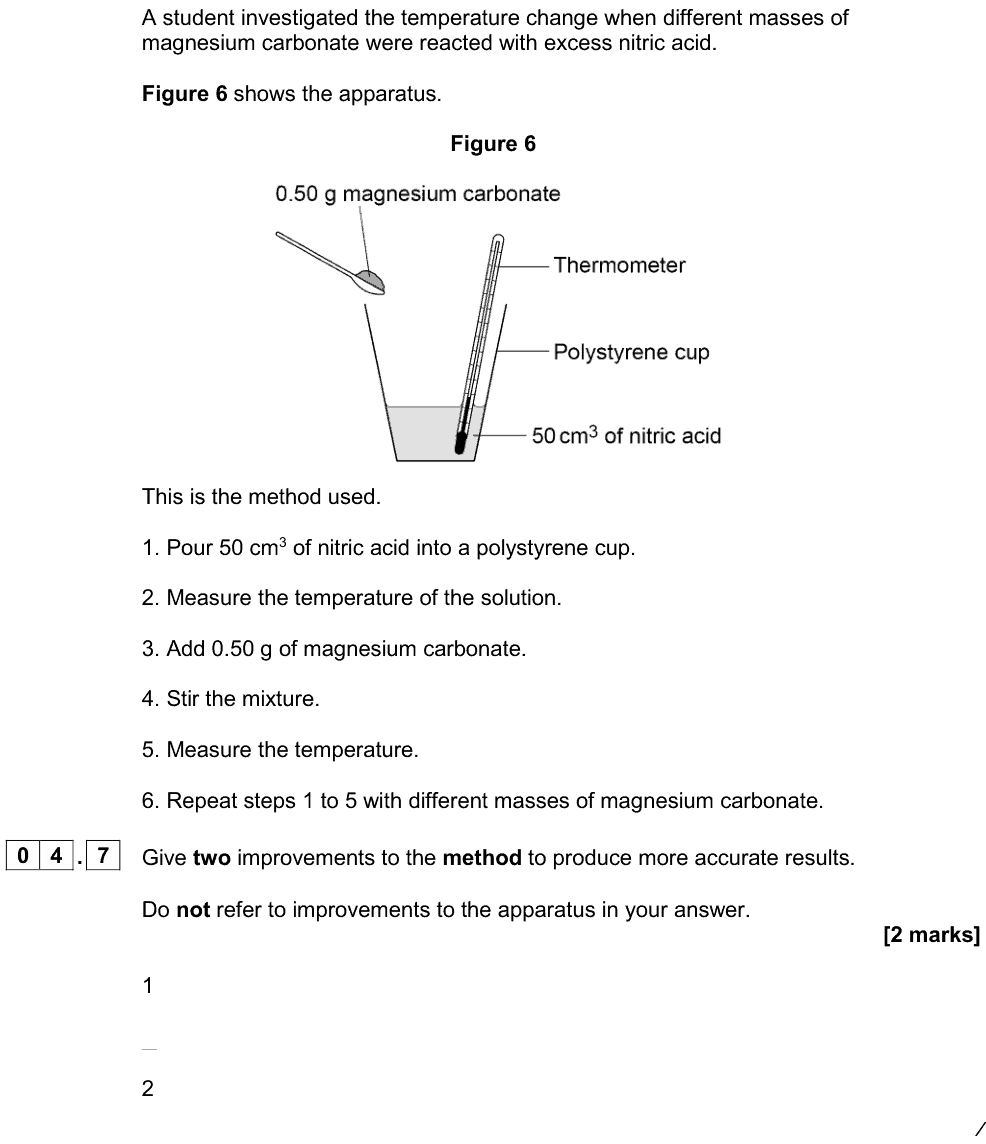 A student investigated the temperature change when different masses of
magnesium carbonate were reacted with excess nitric acid.
Figure 6 shows the apparatus.
Figure 6
0.50 g magnesium carbonate
Thermometer
Polystyrene cup
50 cm³ of nitric acid
This is the method used.
1. Pour 50 cm³ of nitric acid into a polystyrene cup.
2. Measure the temperature of the solution.
3. Add 0.50 g of magnesium carbonate.
4. Stir the mixture.
5. Measure the temperature.
6. Repeat steps 1 to 5 with different masses of magnesium carbonate.
0 4 . 7 Give two improvements to the method to produce more accurate results.
Do not refer to improvements to the apparatus in your answer.
[2 marks]
1
2